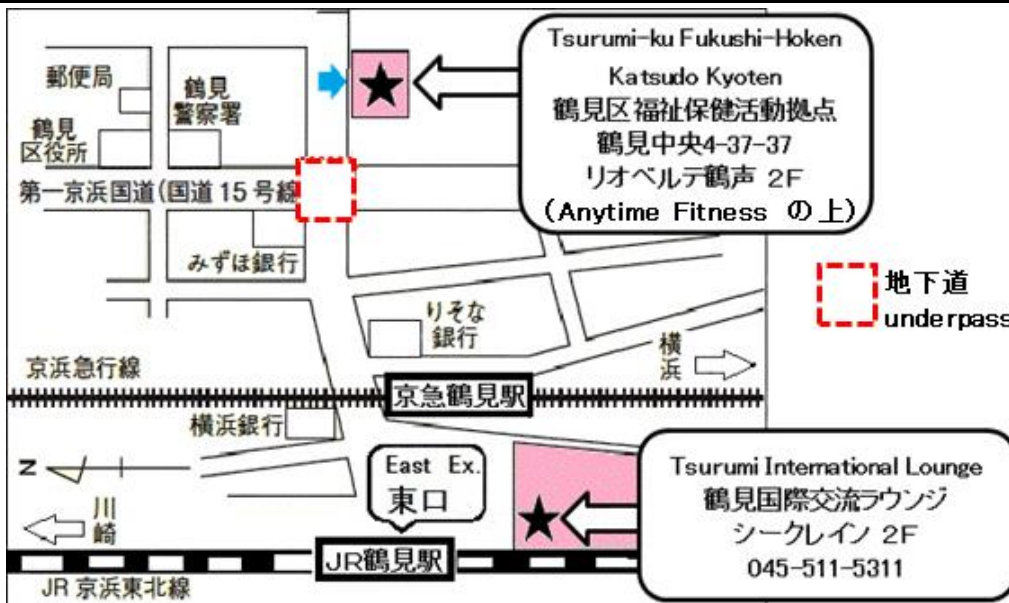 Tsurumi-ku Fukushi-Hoken
Katsudo Kyoten
鶴見区福祉保健活動拠点
鶴見中央4-37-37
リオベルデ鶴声 2F
(Anytime Fitness の上)
郵便局
鶴見
警察署
鶴見
区役所
第一京浜国道(国道15号線
みずほ銀行
りそな
銀行
地下道
underpass
横浜
京浜急行線
京急鶴見駅
横浜銀行
N
East Ex.
東口
川崎
Tsurumi International Lounge
鶴見国際交流ラウンジ
シークレイン 2F
045-511-5311
JR鶴見駅
JR 京浜東北線